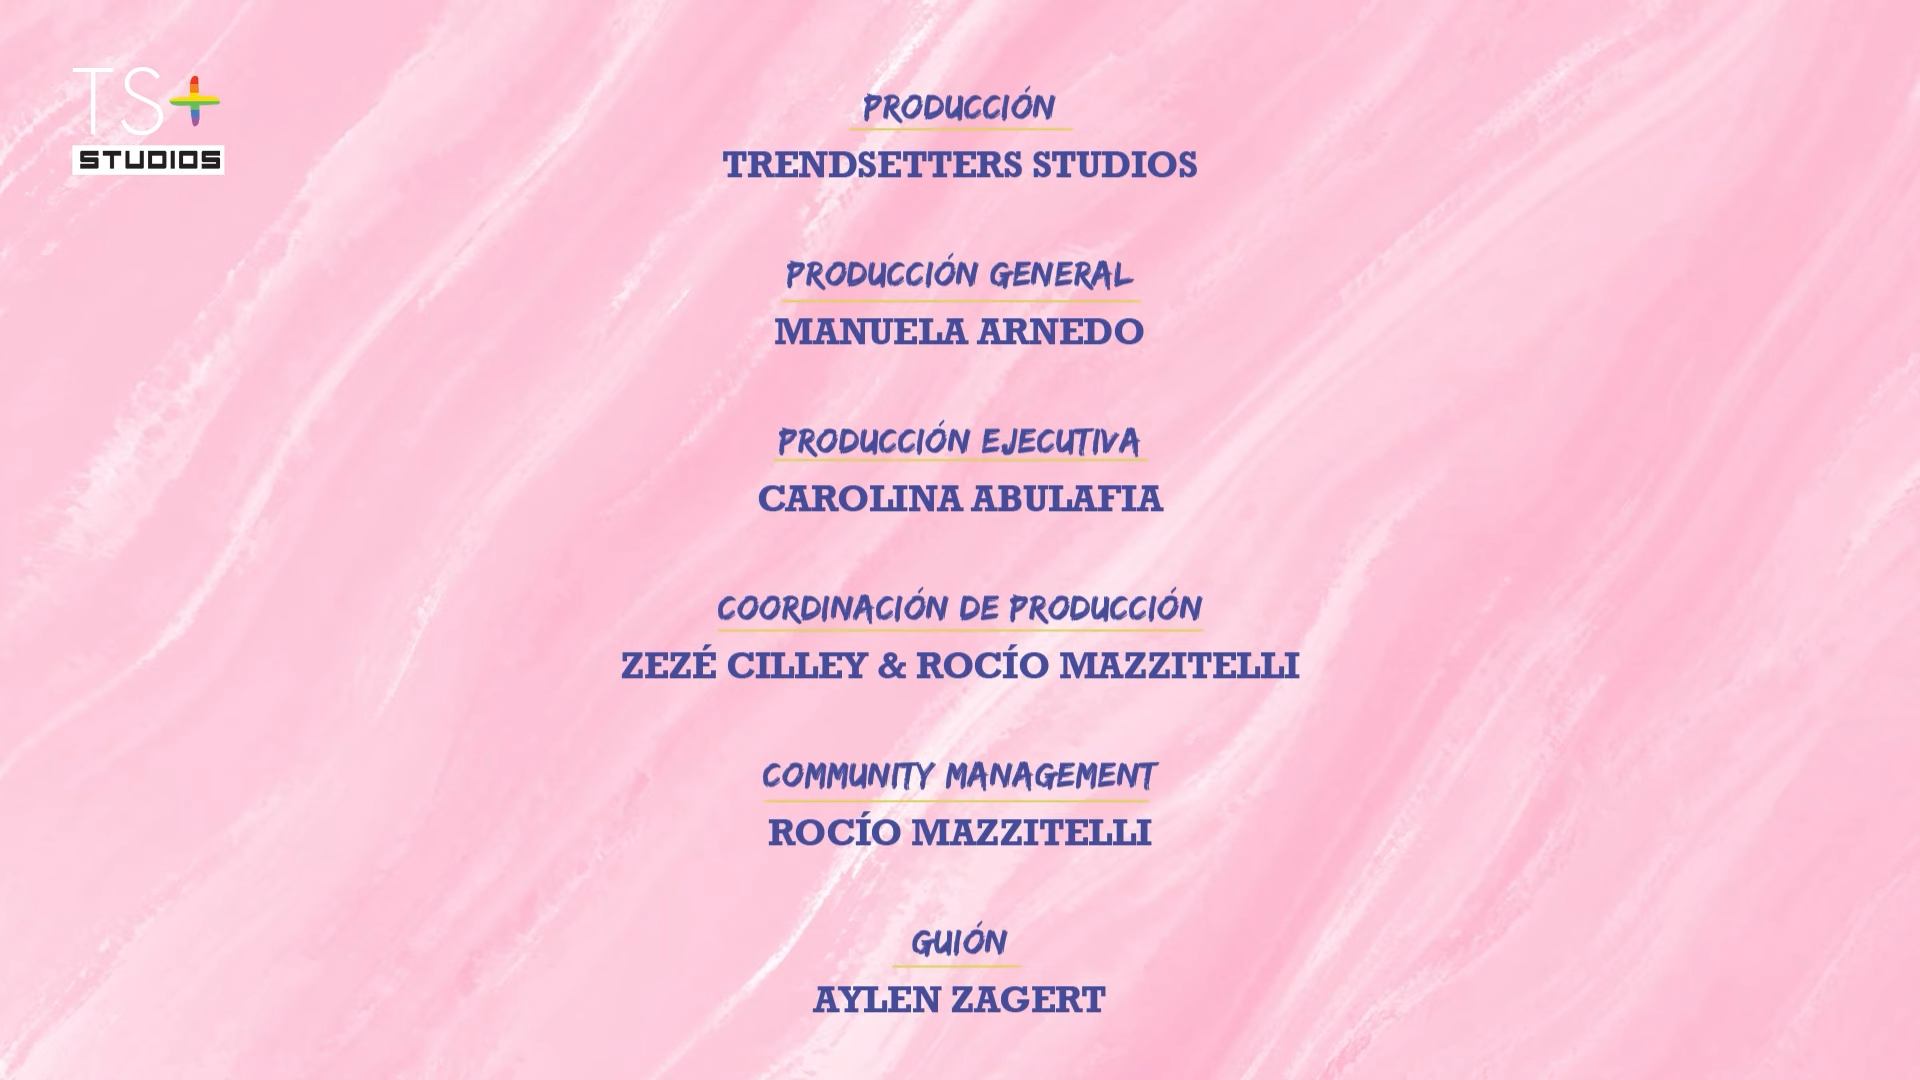 TS+
STUDIOS
PRODUCCIÓN
TRENDSETTERS STUDIOS
PRODUCCIÓN GENERAL
MANUELA ARNEDO
PRODUCCIÓN EJECUTIVA
CAROLINA ABULAFIA
COORDINACIÓN DE PRODUCCIÓN
ZEZÉ CILLEY & ROCÍO MAZZITELLI
COMMUNITY MANAGEMENT
ROCÍO MAZZITELLI
GUIÓN
AYLEN ZAGERT